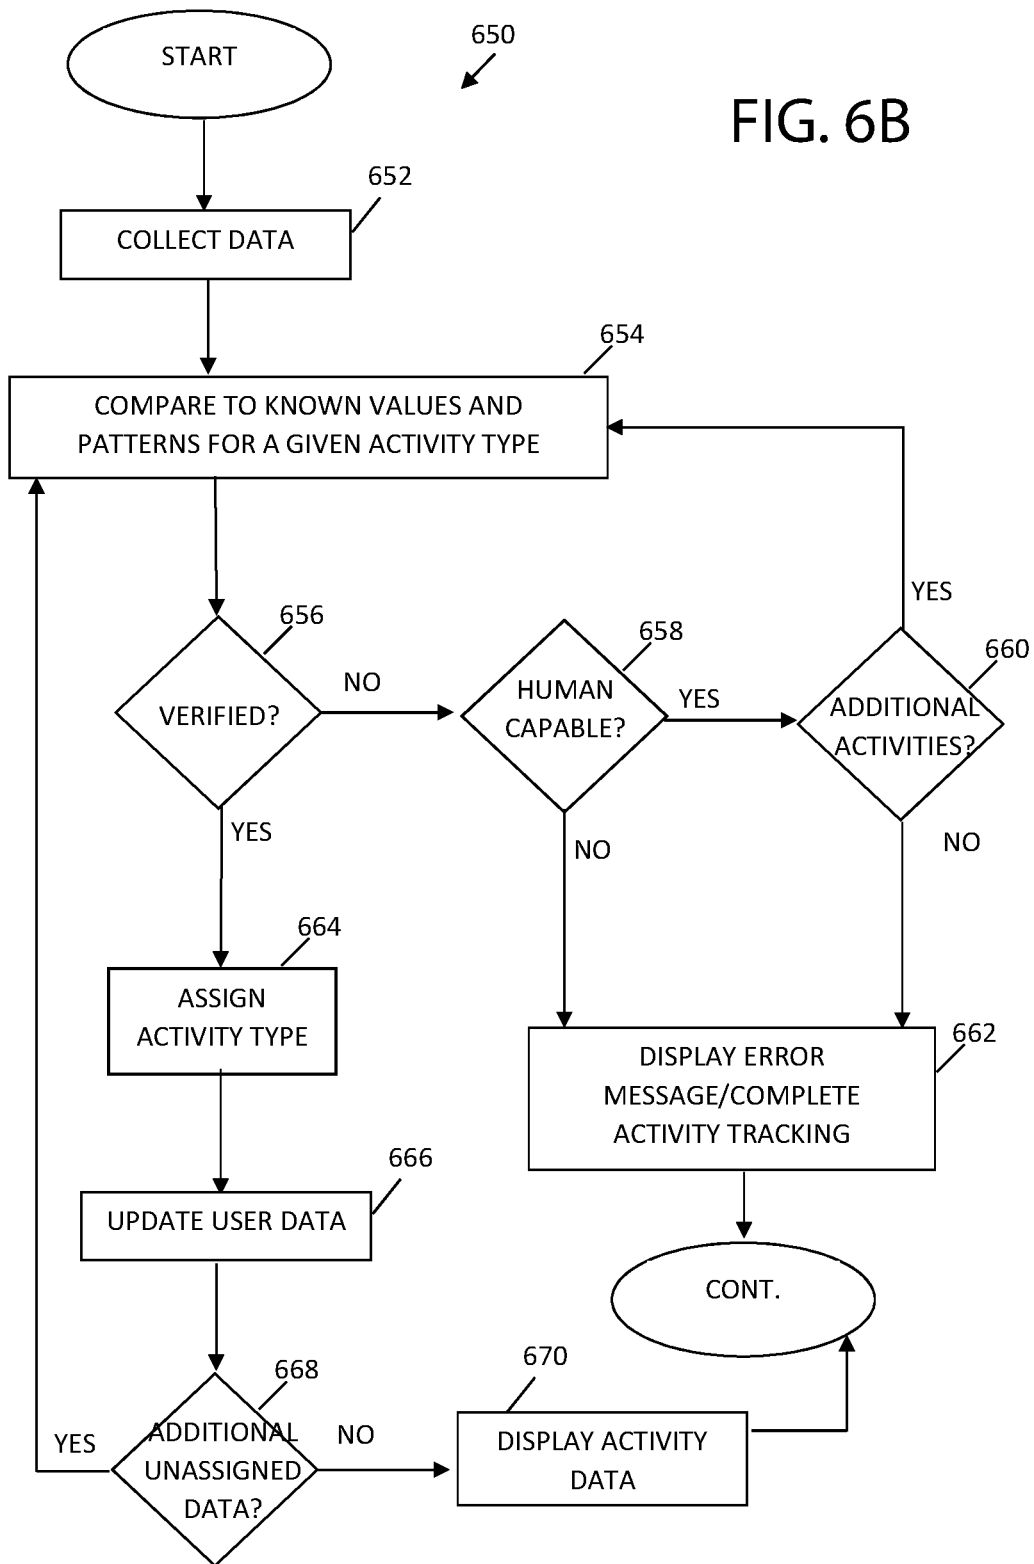 START
650
FIG. 6B
652
COLLECT DATA
654
COMPARE TO KNOWN VALUES AND
PATTERNS FOR A GIVEN ACTIVITY TYPE
YES
656
658
660
NO
HUMAN
CAPABLE?
YES
ADDITIONAL
ACTIVITIES?
VERIFIED?
YES
NO
NO
664
ASSIGN
ACTIVITY TYPE
662
DISPLAY ERROR
MESSAGE/COMPLETE
ACTIVITY TRACKING
666
UPDATE USER DATA
CONT.
668
670
YES
ADDITIONAL
UNASSIGNED
DATA?
NO
DISPLAY ACTIVITY
DATA